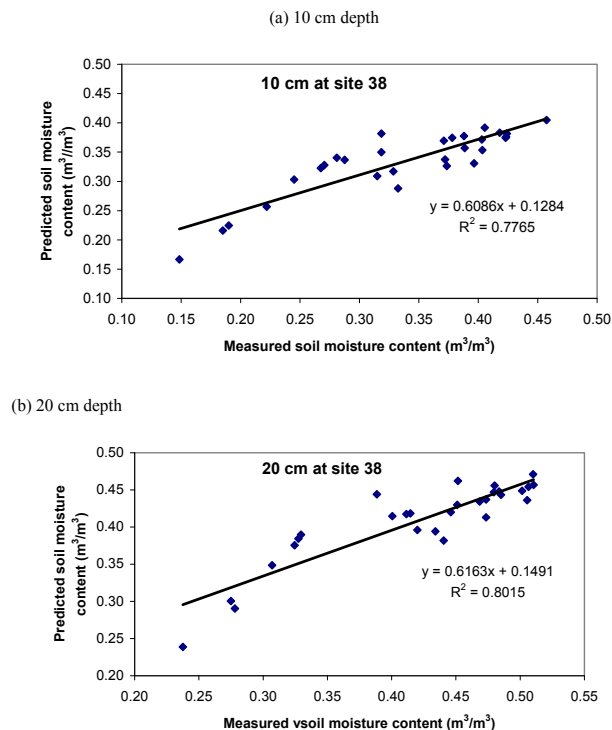 (a) 10 cm depth
10 cm at site 38
Predicted soil moisture
content (m³//m³)
0.50
0.45
0.40
0.35
0.30
0.25
0.20
0.15
0.10
y = 0.6086x + 0.1284
R² = 0.7765
0.10 0.15 0.20 0.25 0.30 0.35 0.40 0.45 0.50
Measured soil moisture content (m³/m³)
(b) 20 cm depth
20 cm at site 38
Predicted soil moisture
content (m³/m³)
0.50
0.45
0.40
0.35
0.30
0.25
0.20
y = 0.6163x + 0.1491
R² = 0.8015
0.20 0.25 0.30 0.35 0.40 0.45 0.50 0.55
Measured vsoil moisture content (m³/m³)